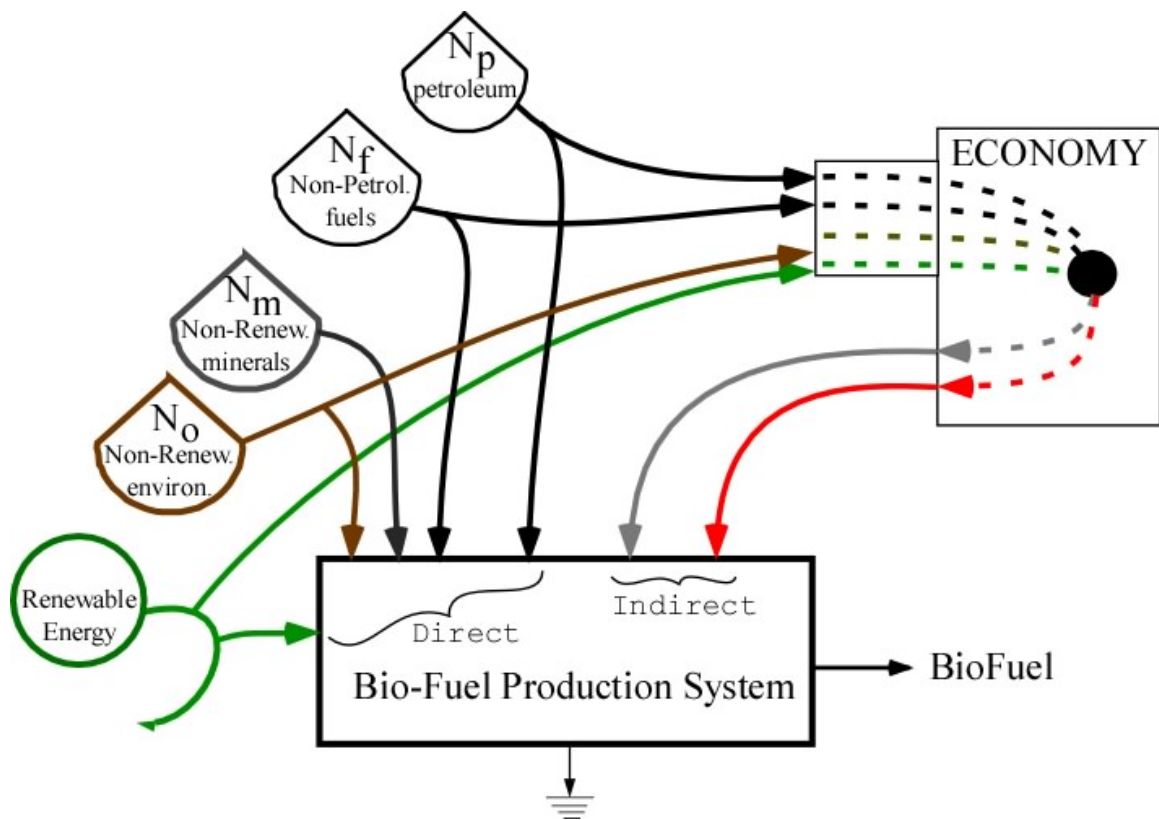 Np
petroleum
Nf
Non-Petrol.
fuels
ECONOMY
Nm
Non-Renew.
minerals
No
Non-Renew.
environ.
Renewable
Energy
Direct
Indirect
Bio-Fuel Production System
BioFuel